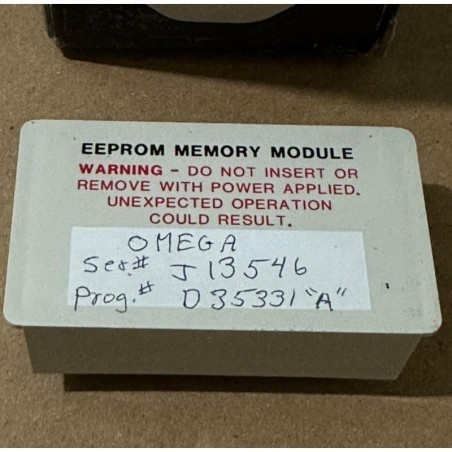 EEPROM MEMORY MODULE
WARNING - DO NOT INSERT OR
REMOVE WITH POWER APPLIED.
UNEXPECTED OPERATION
COULD RESULT.
OMEGA
Ser.# J13546
Prog.# D35331 "A"